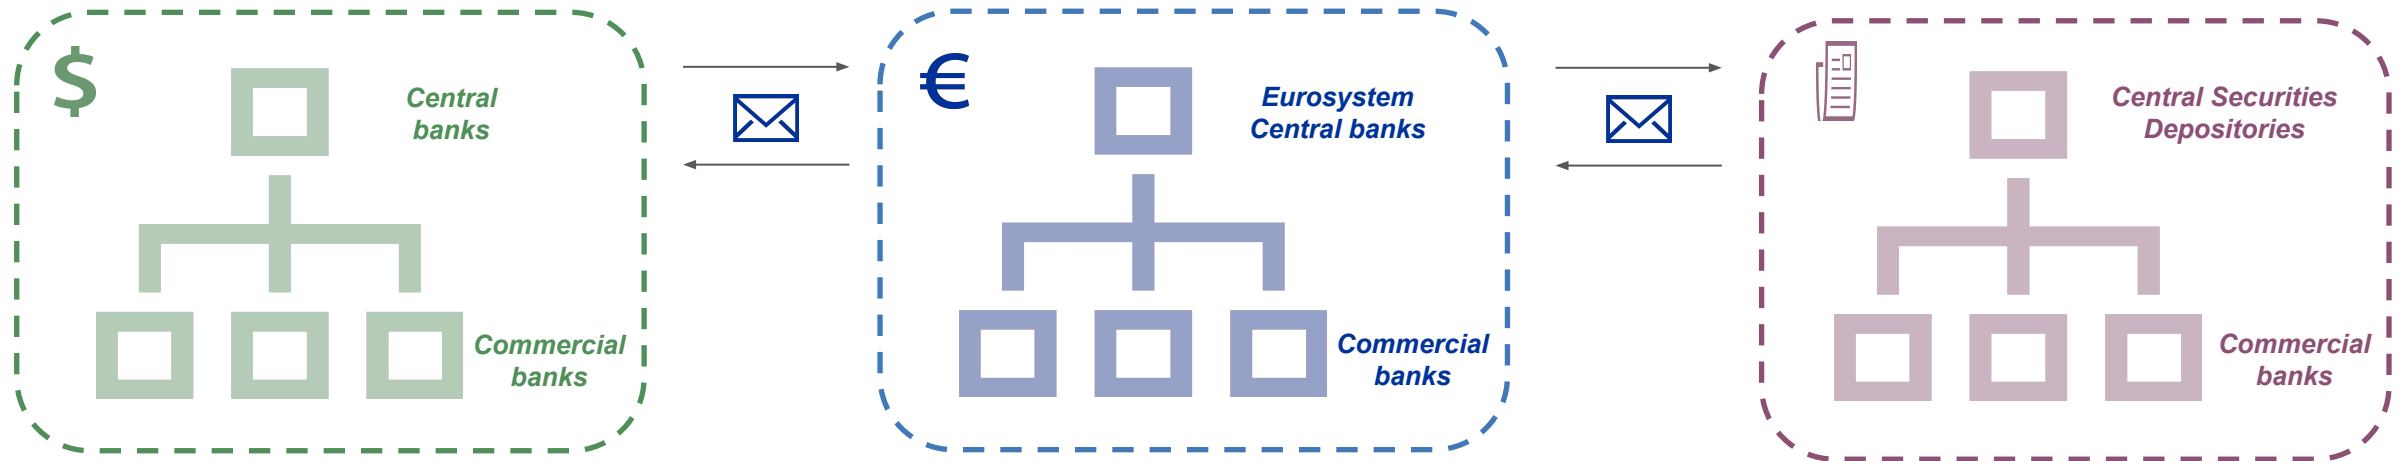 $
Central
banks
Commercial
banks
€
Eurosystem
Central banks
Commercial
banks
Central Securities
Depositories
Commercial
banks